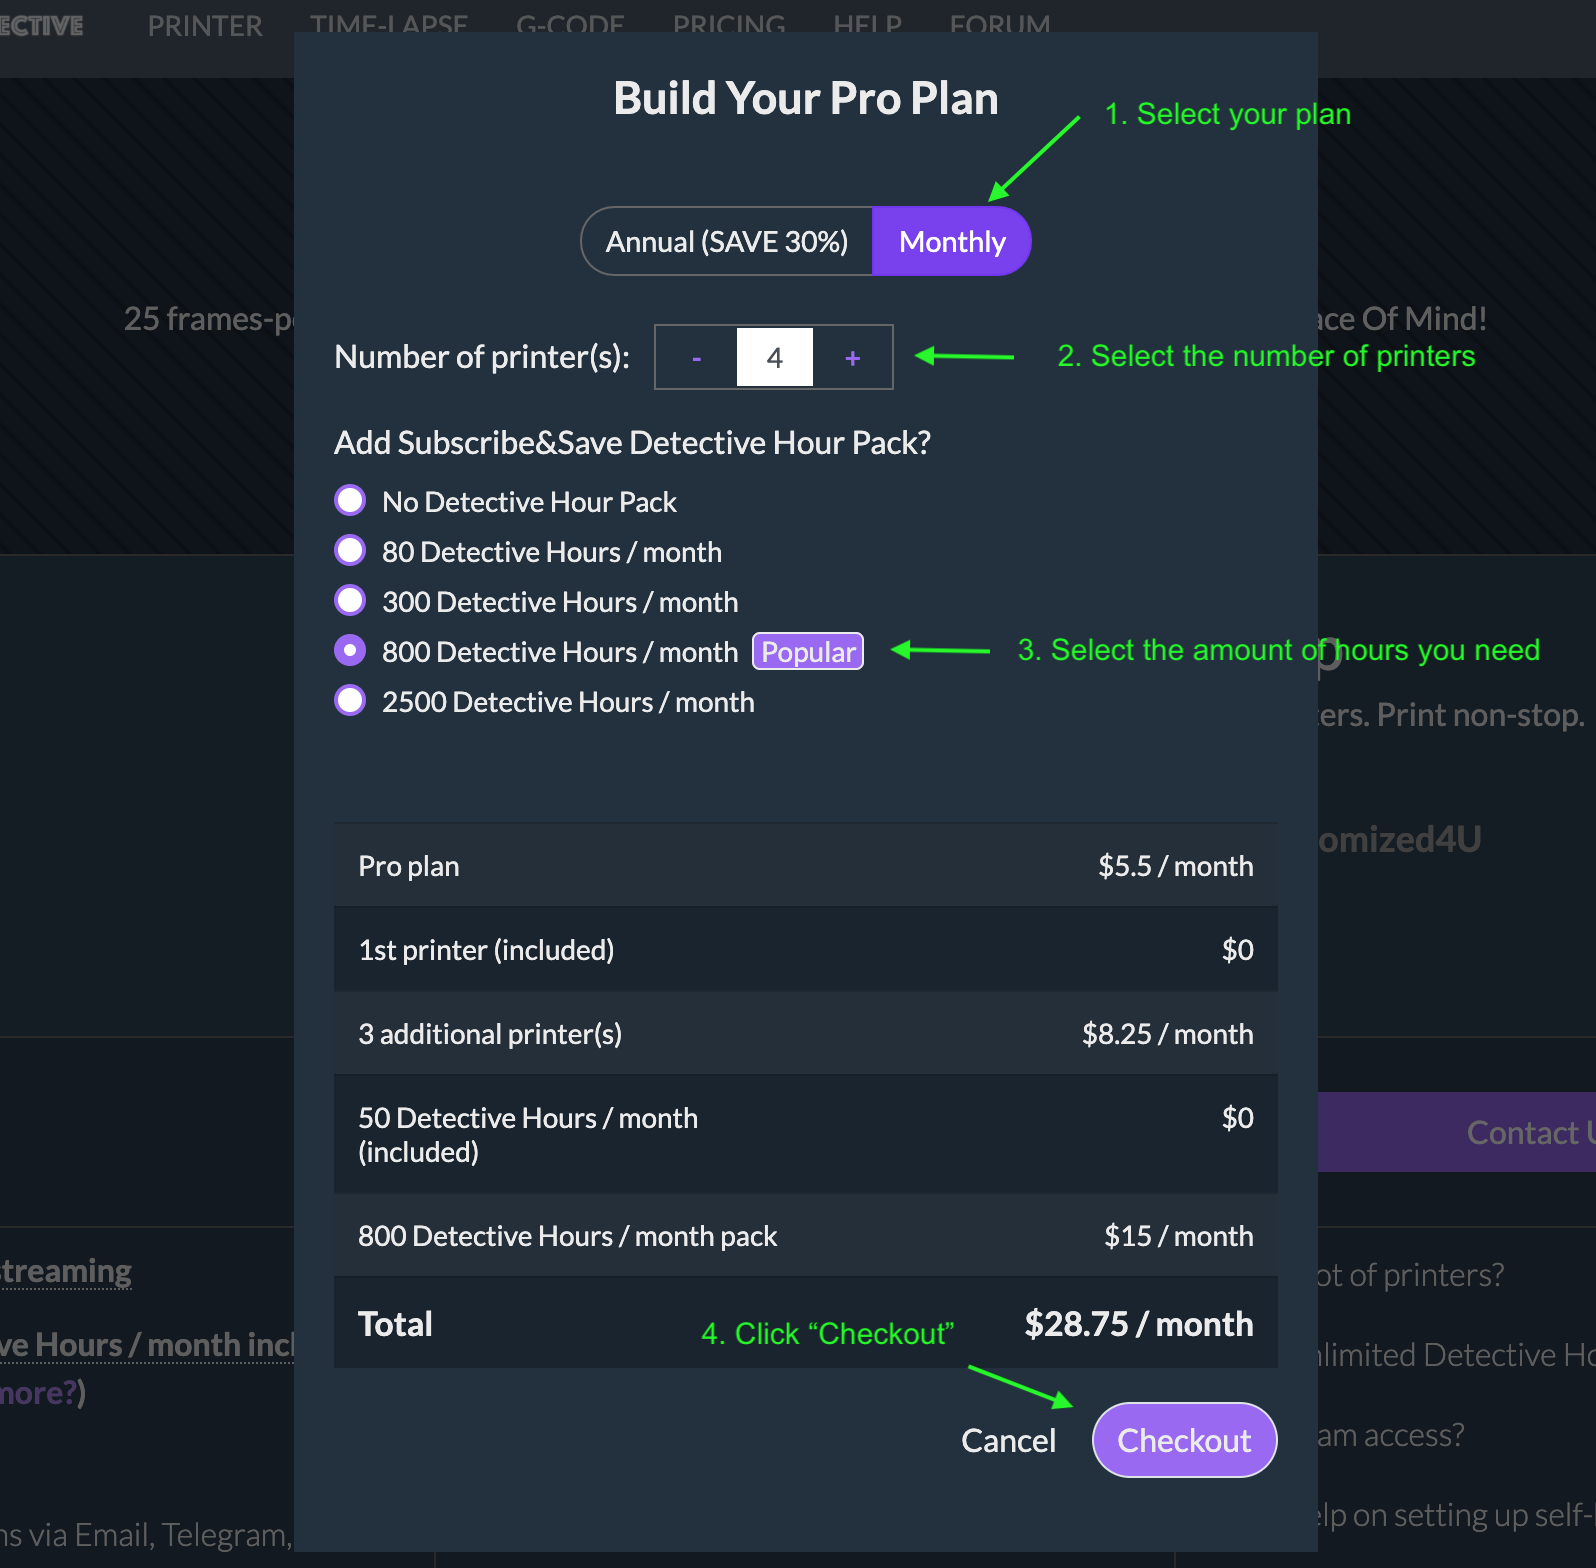 PRINTER TIME-LAPSE G-CODE PRICING HELP FORUM
Build Your Pro Plan
1. Select your plan
Annual (SAVE 30%) Monthly
25 frames-p
ace Of Mind!
Number of printer(s): - 4 +
2. Select the number of printers
Add Subscribe&Save Detective Hour Pack?
No Detective Hour Pack
80 Detective Hours / month
300 Detective Hours / month
800 Detective Hours / month Popular
3. Select the amount of hours you need
2500 Detective Hours / month
ers. Print non-stop.
omized4U
Pro plan $5.5 / month
1st printer (included) $0
3 additional printer(s) $8.25 / month
50 Detective Hours / month $0
(included)
Contact U
800 Detective Hours / month pack $15 / month
treaming
ot of printers?
Total $28.75 / month
4. Click “Checkout”
ve Hours / month incl
nlimited Detective Ho
more?)
Cancel Checkout
am access?
ns via Email, Telegram,
elp on setting up self-